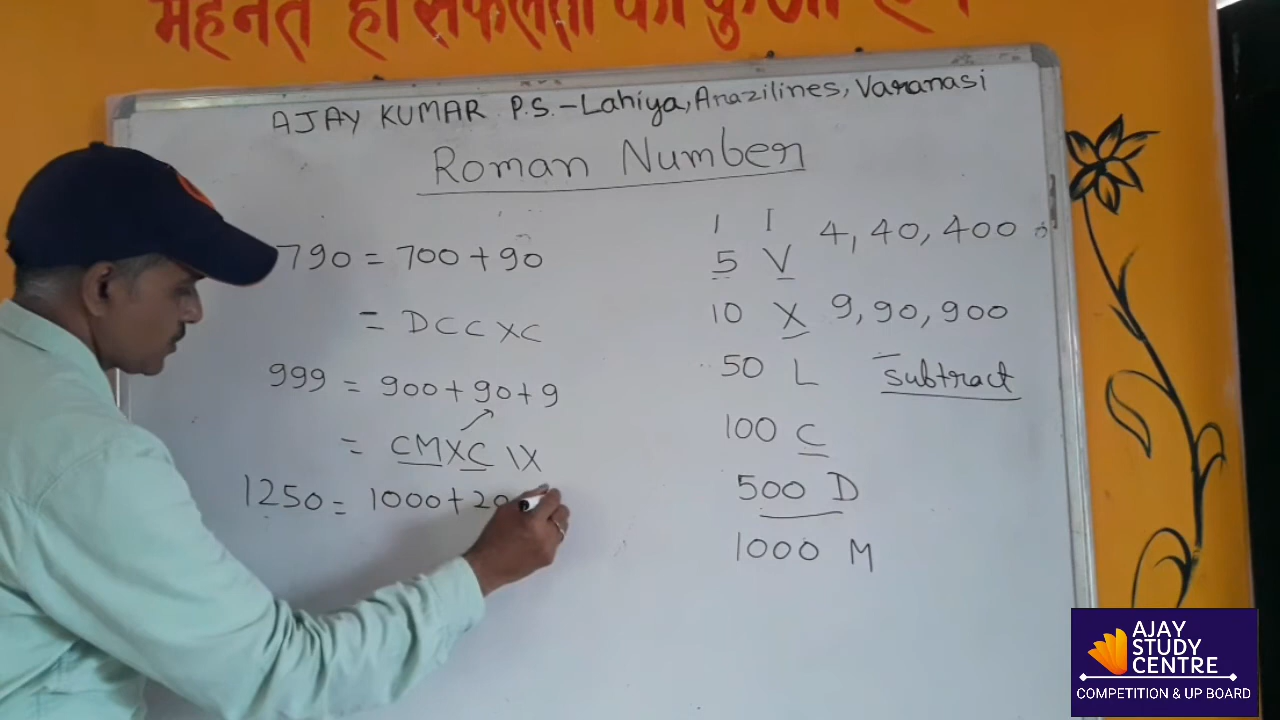 मेहनत ही सफलता की कुंजी है
AJAY KUMAR P.S.-Lahiya, Arazilines, Varanasi
Roman Number
790 = 700 + 90
= DCCXC
999 = 900 + 90 + 9
= CMXC IX
1250 = 1000 + 20
1 I 4, 40, 400
5 V
10 X 9, 90, 900
50 L Subtract
100 C
500 D
1000 M
AJAY
STUDY
CENTRE
COMPETITION & UP BOARD